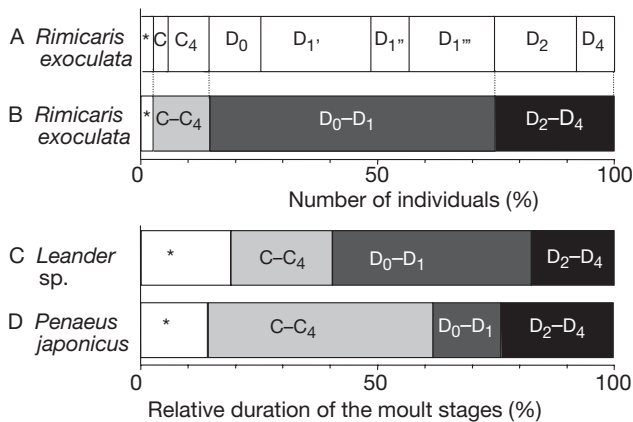 A Rimicaris exoculata * C C₄ D₀ D₁' D₁" D₁''' D₂ D₄
B Rimicaris exoculata * C–C₄ D₀–D₁ D₂–D₄
0 50 100
Number of individuals (%)
C Leander sp. * C–C₄ D₀–D₁ D₂–D₄
D Penaeus japonicus * C–C₄ D₀–D₁ D₂–D₄
0 50 100
Relative duration of the moult stages (%)